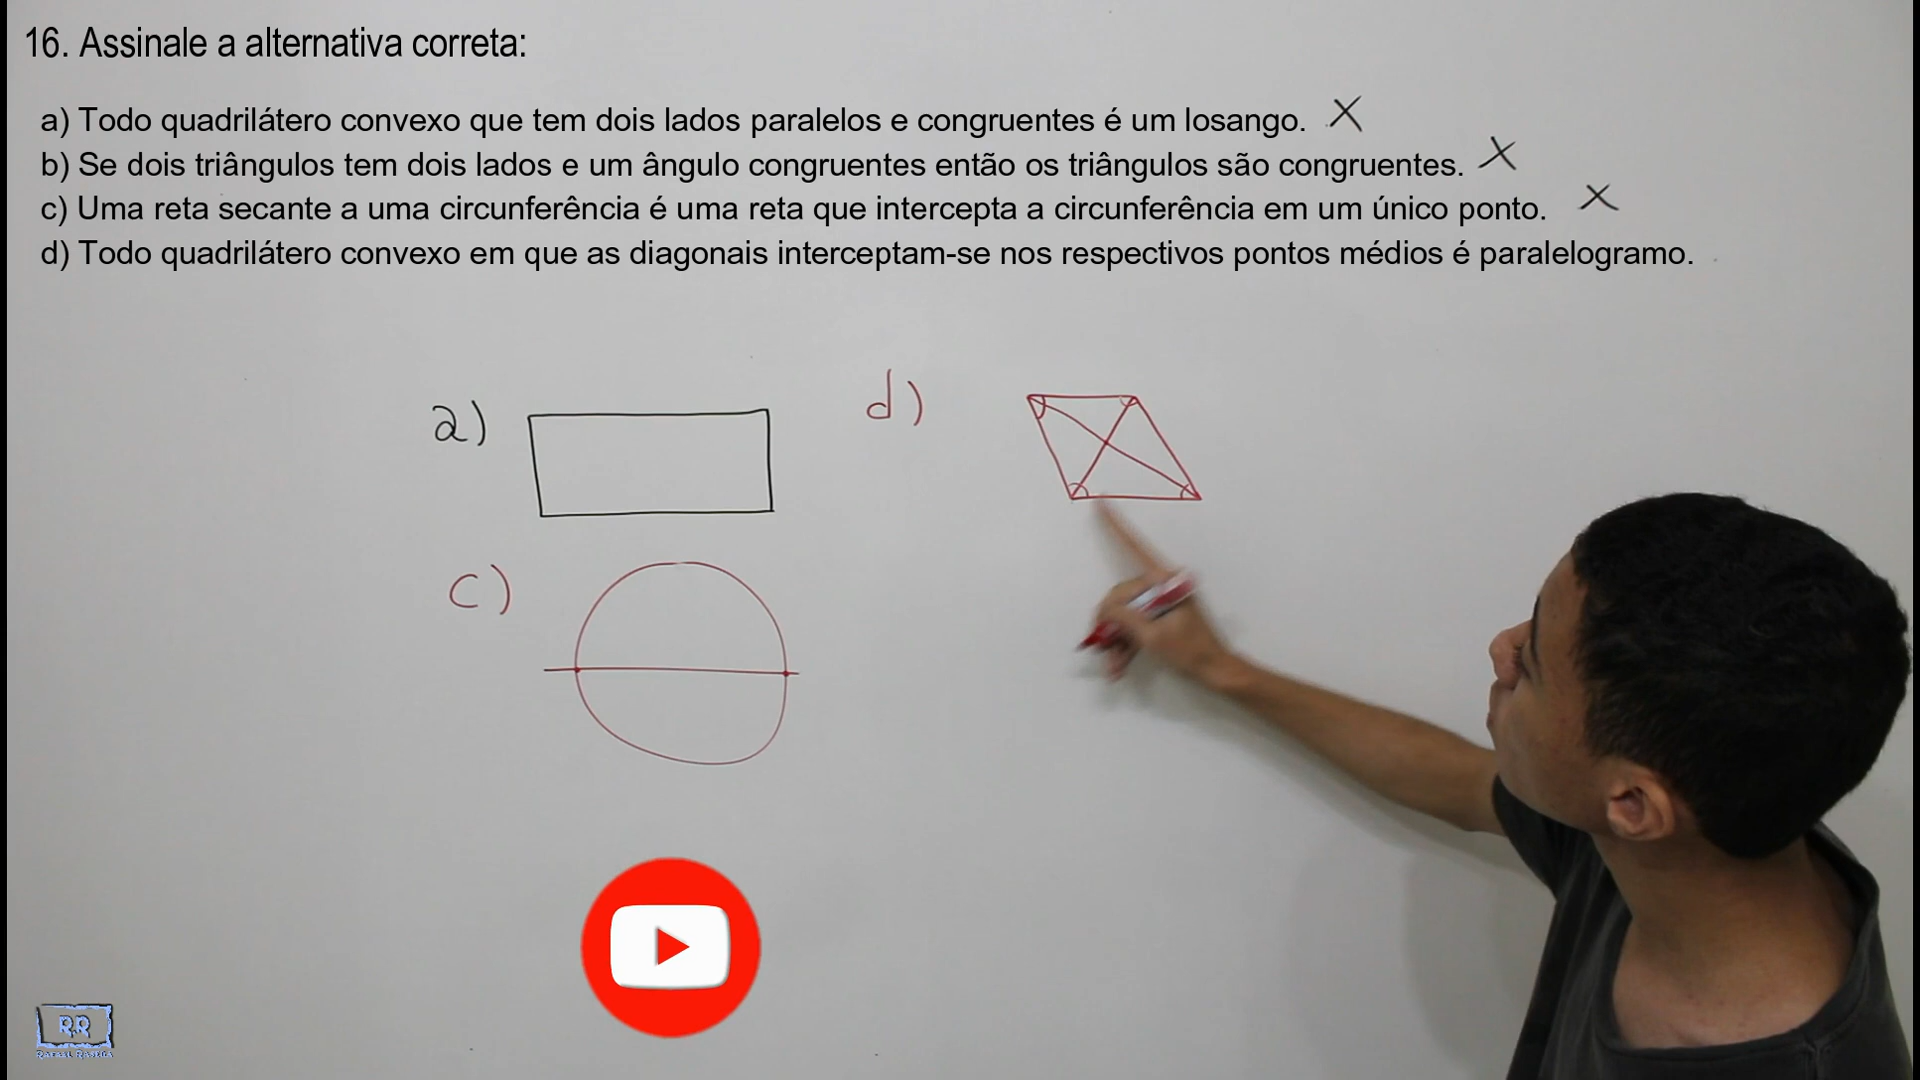 16. Assinale a alternativa correta:
a) Todo quadrilátero convexo que tem dois lados paralelos e congruentes é um losango. X
b) Se dois triângulos tem dois lados e um ângulo congruentes então os triângulos são congruentes. X
c) Uma reta secante a uma circunferência é uma reta que intercepta a circunferência em um único ponto. X
d) Todo quadrilátero convexo em que as diagonais interceptam-se nos respectivos pontos médios é paralelogramo.
a)
d)
c)
RR